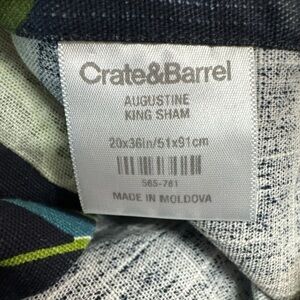 Crate&Barrel
AUGUSTINE
KING SHAM
20x36in/51x91cm
565-761
MADE IN MOLDOVA